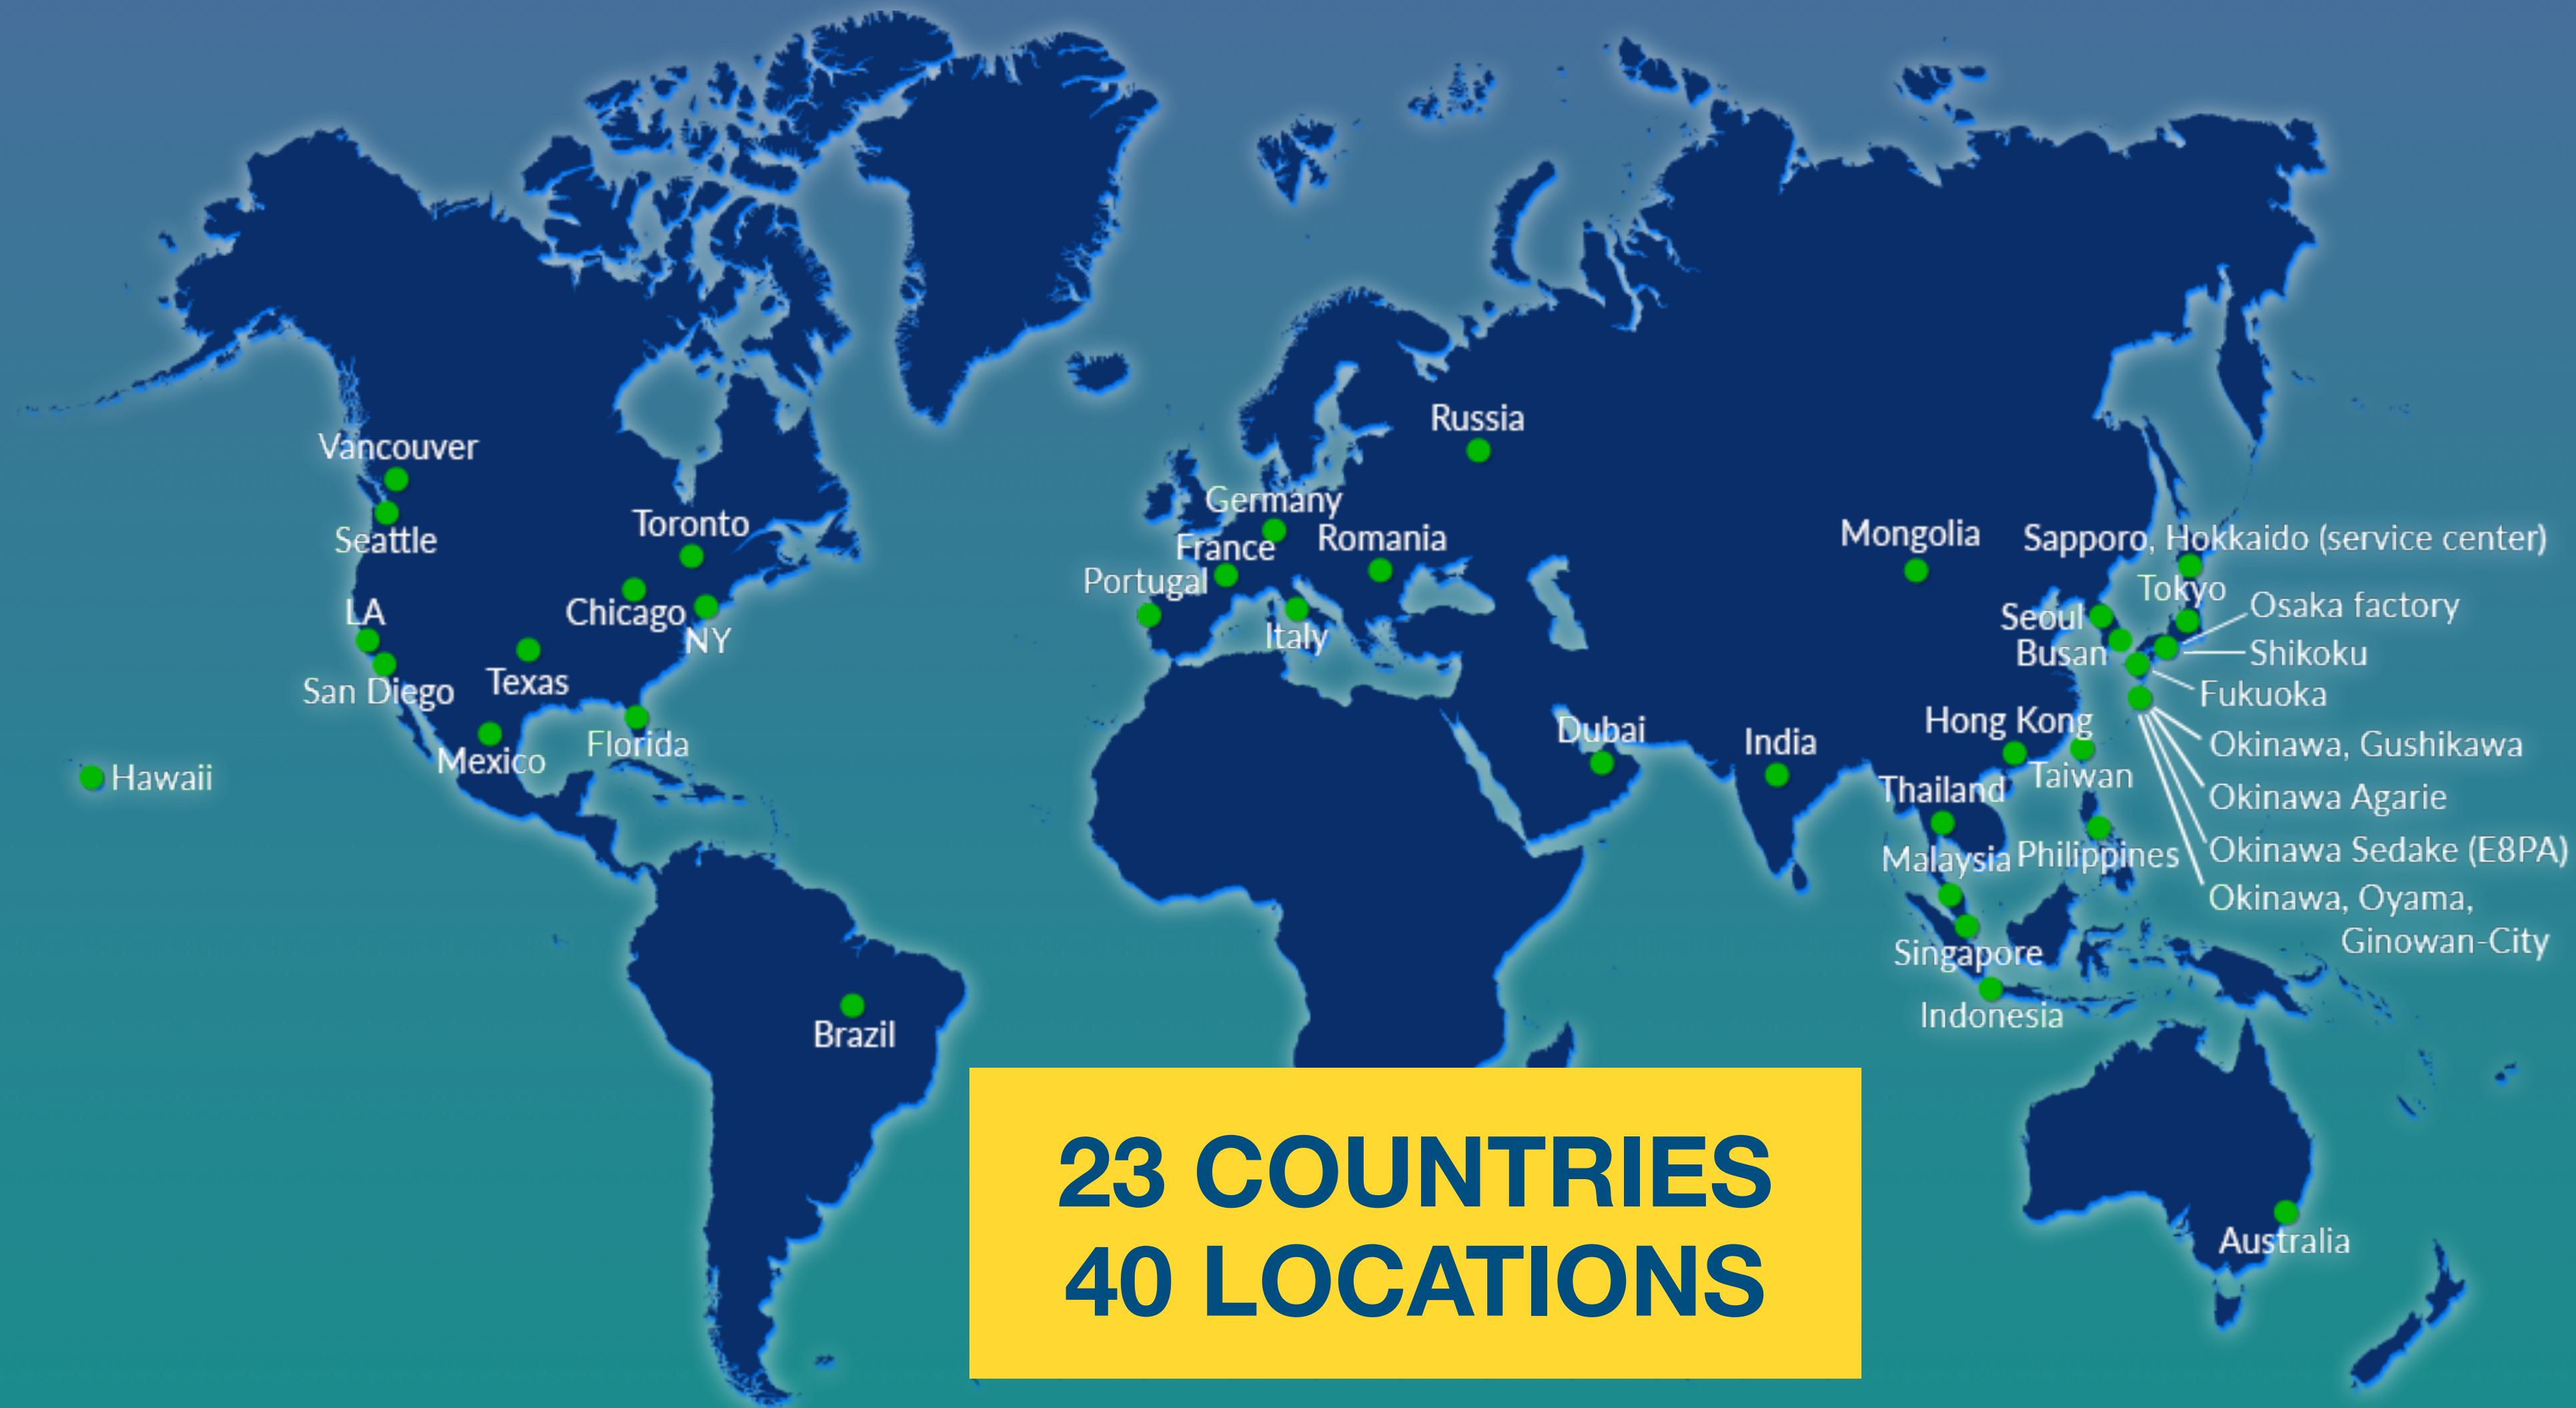 Vancouver
Seattle
Toronto
LA
Chicago
NY
San Diego
Texas
Mexico
Florida
Hawaii
Brazil
Russia
Germany
France
Romania
Portugal
Italy
Dubai
India
Mongolia
Sapporo, Hokkaido (service center)
Tokyo
Osaka factory
Seoul
Busan
Shikoku
Fukuoka
Hong Kong
Taiwan
Okinawa, Gushikawa
Thailand
Okinawa Agarie
Malaysia
Philippines
Okinawa Sedake (E8PA)
Okinawa, Oyama,
Ginowan-City
Singapore
Indonesia
Australia
23 COUNTRIES
40 LOCATIONS